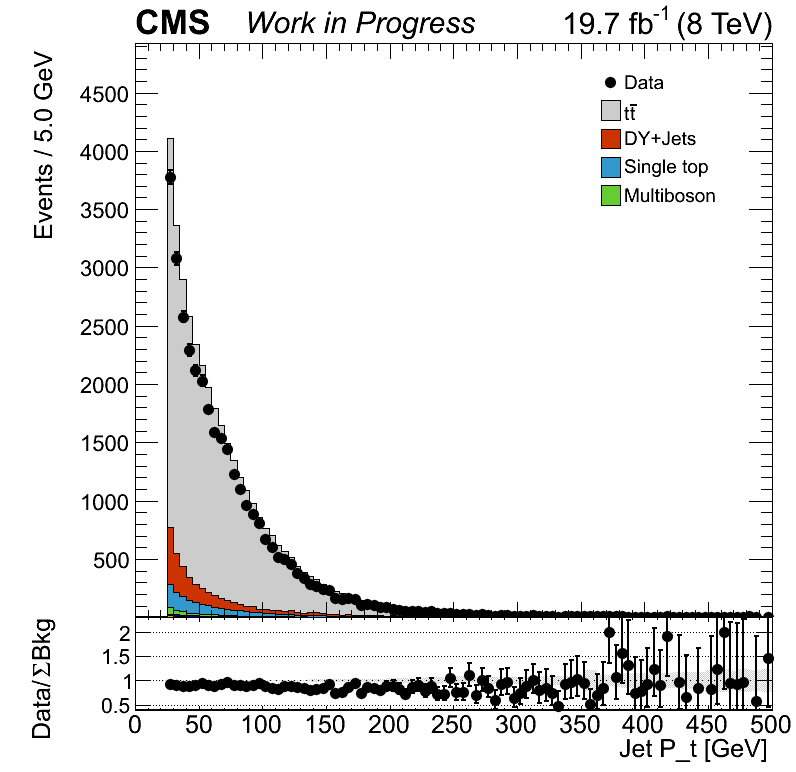 CMS Work in Progress 19.7 fb⁻¹ (8 TeV)
Events / 5.0 GeV
4500
4000
3500
3000
2500
2000
1500
1000
500
Data
tt̄
DY+Jets
Single top
Multiboson
Data/ΣBkg
2
1.5
1
0.5
0 50 100 150 200 250 300 350 400 450 500
Jet P_t [GeV]